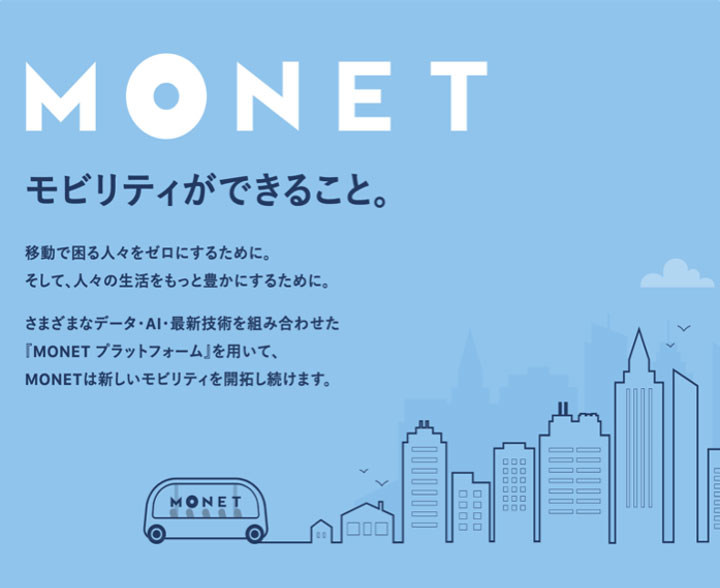 MONET
モビリティができること。
移動で困る人々をゼロにするために。
そして、人々の生活をもっと豊かにするために。
さまざまなデータ・AI・最新技術を組み合わせた
『MONET プラットフォーム』を用いて、
MONETは新しいモビリティを開拓し続けます。
MONET